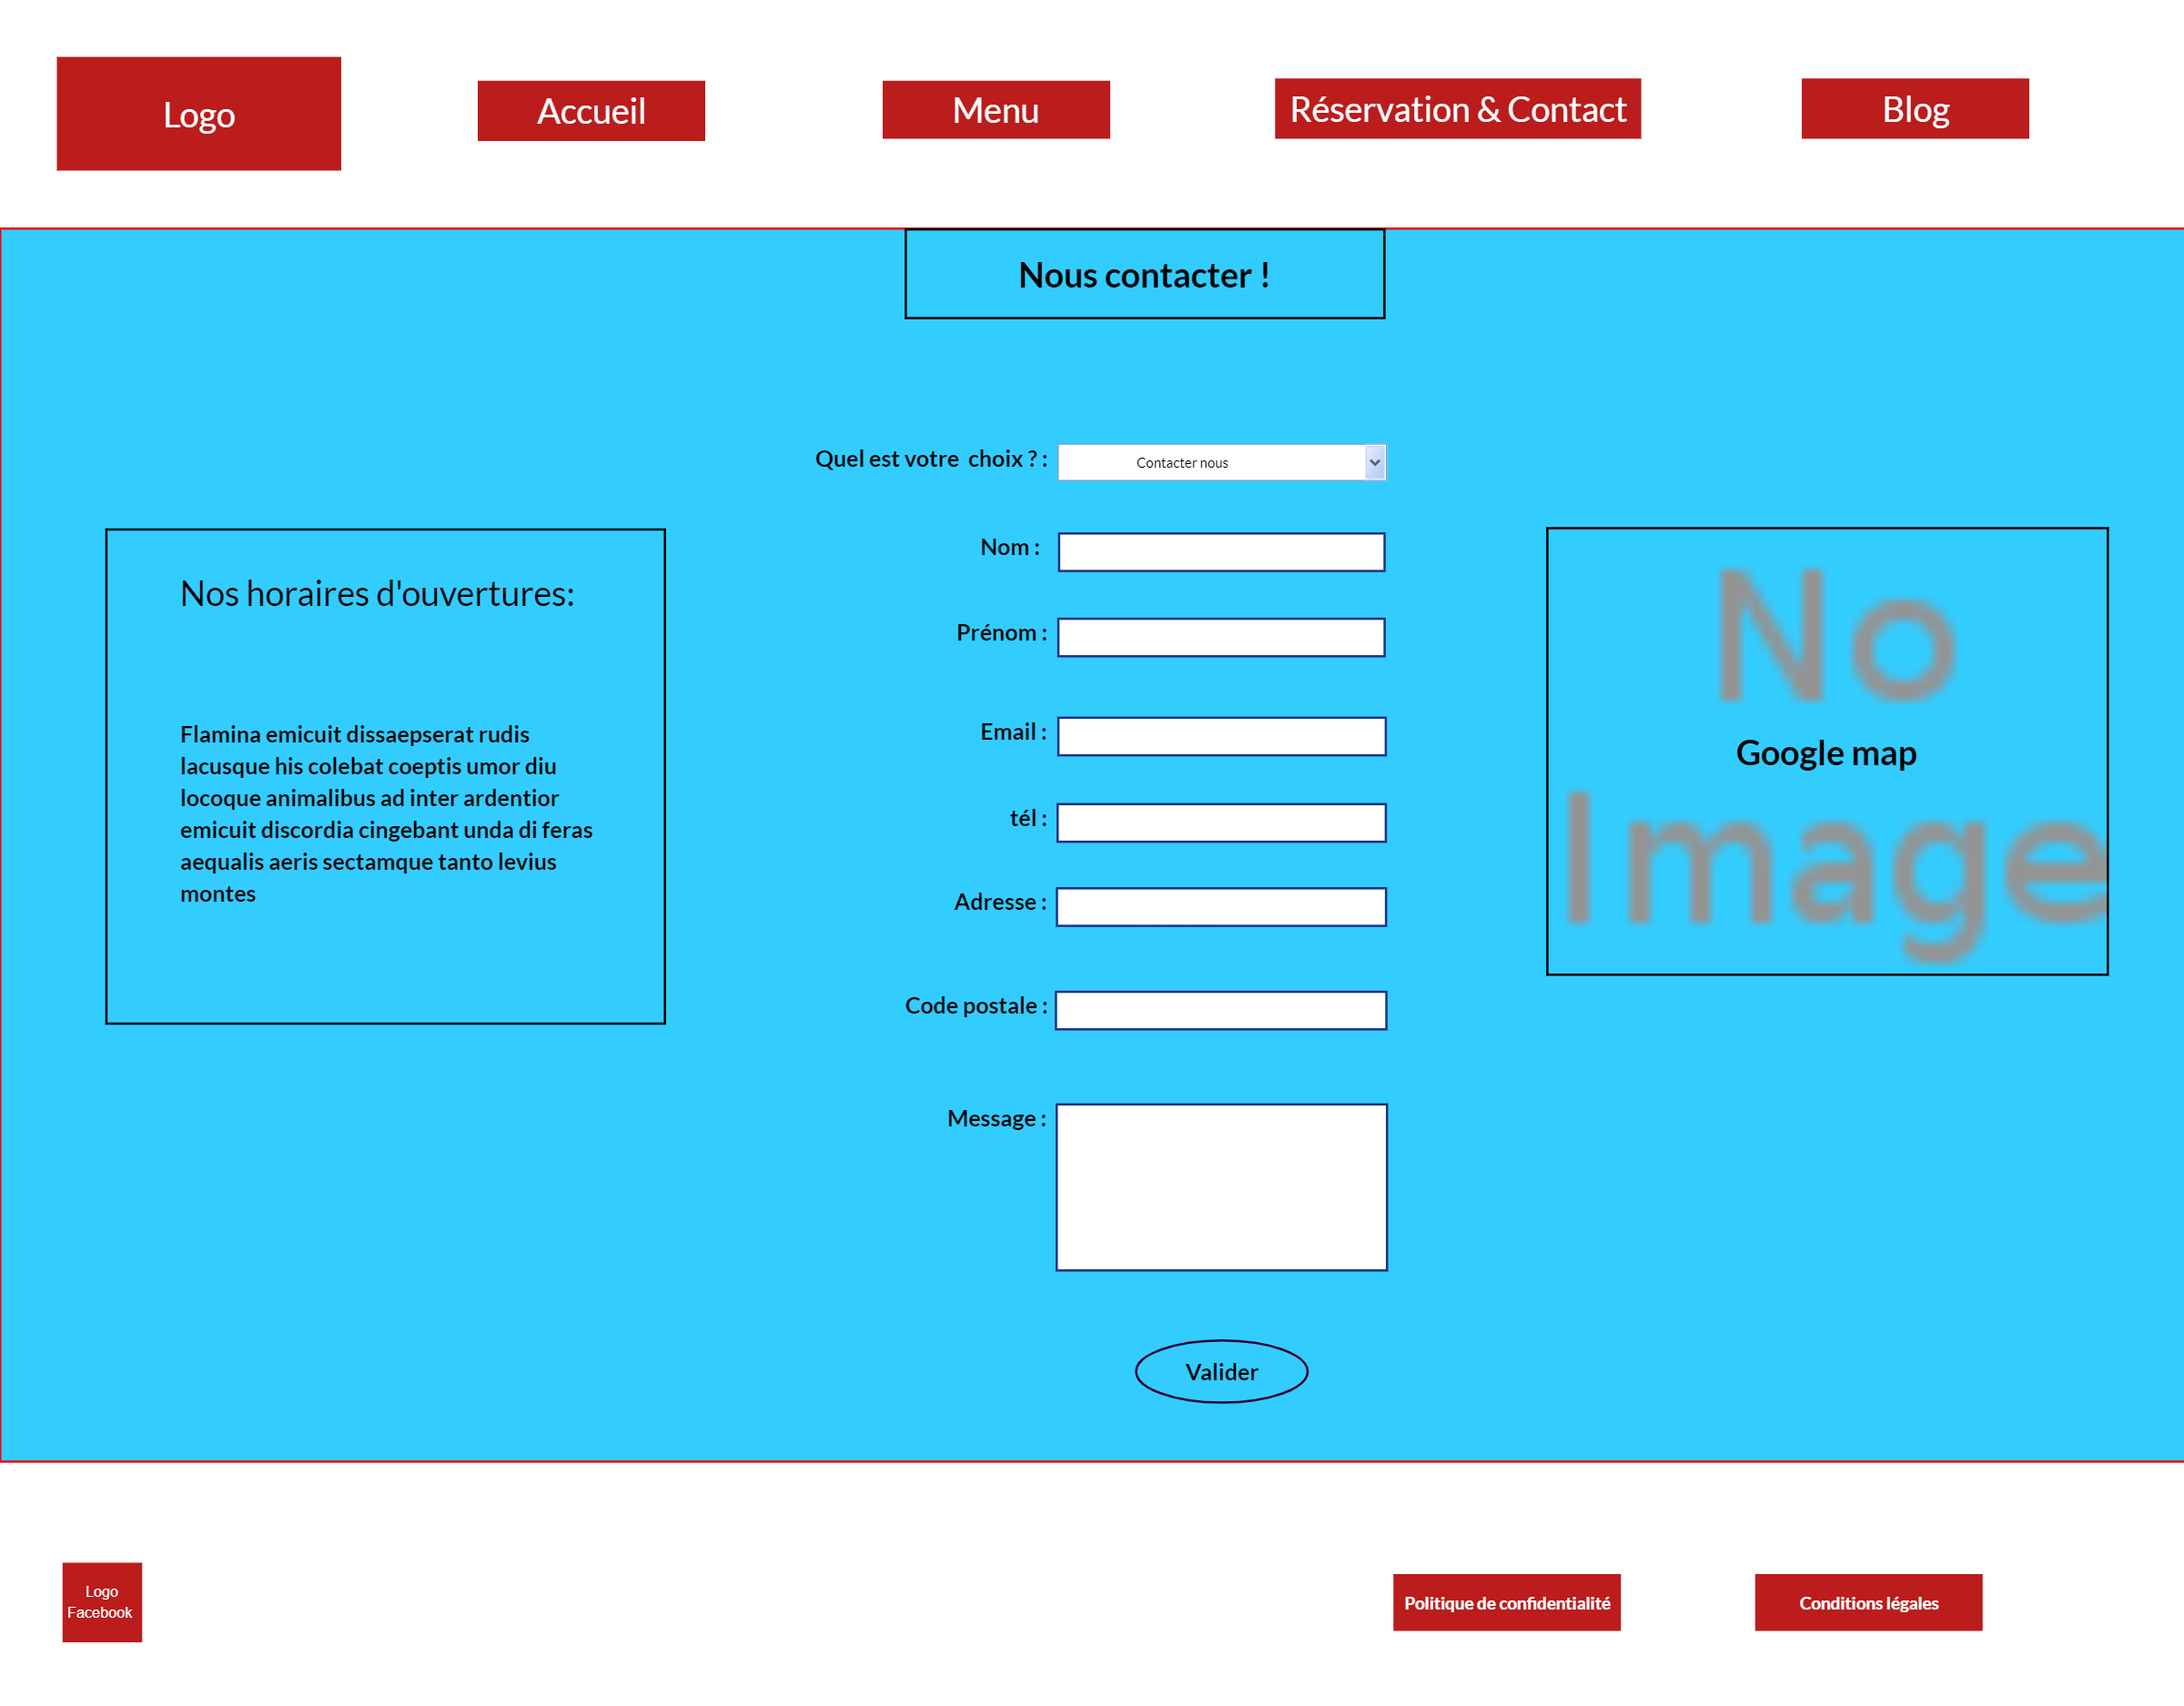 Logo
Accueil
Menu
Réservation & Contact
Blog
Nous contacter !
Quel est votre  choix ? :
Contacter nous
Nom :
Prénom :
Email :
tél :
Adresse :
Code postale :
Message :
Valider
Nos horaires d'ouvertures:
Flamina emicuit dissaepserat rudis
lacusque his colebat coeptis umor diu
locoque animalibus ad inter ardentior
emicuit discordia cingebant unda di feras
aequalis aeris sectamque tanto levius
montes
No
Google map
Image
Logo
Facebook
Politique de confidentialité
Conditions légales